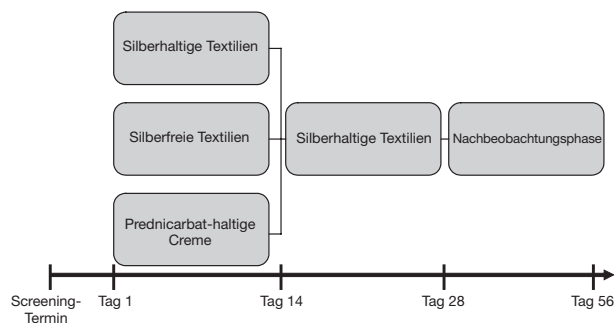 Silberhaltige Textilien
Silberfreie Textilien
Silberhaltige Textilien
Nachbeobachtungsphase
Prednicarbat-haltige
Creme
Screening-
Termin
Tag 1
Tag 14
Tag 28
Tag 56